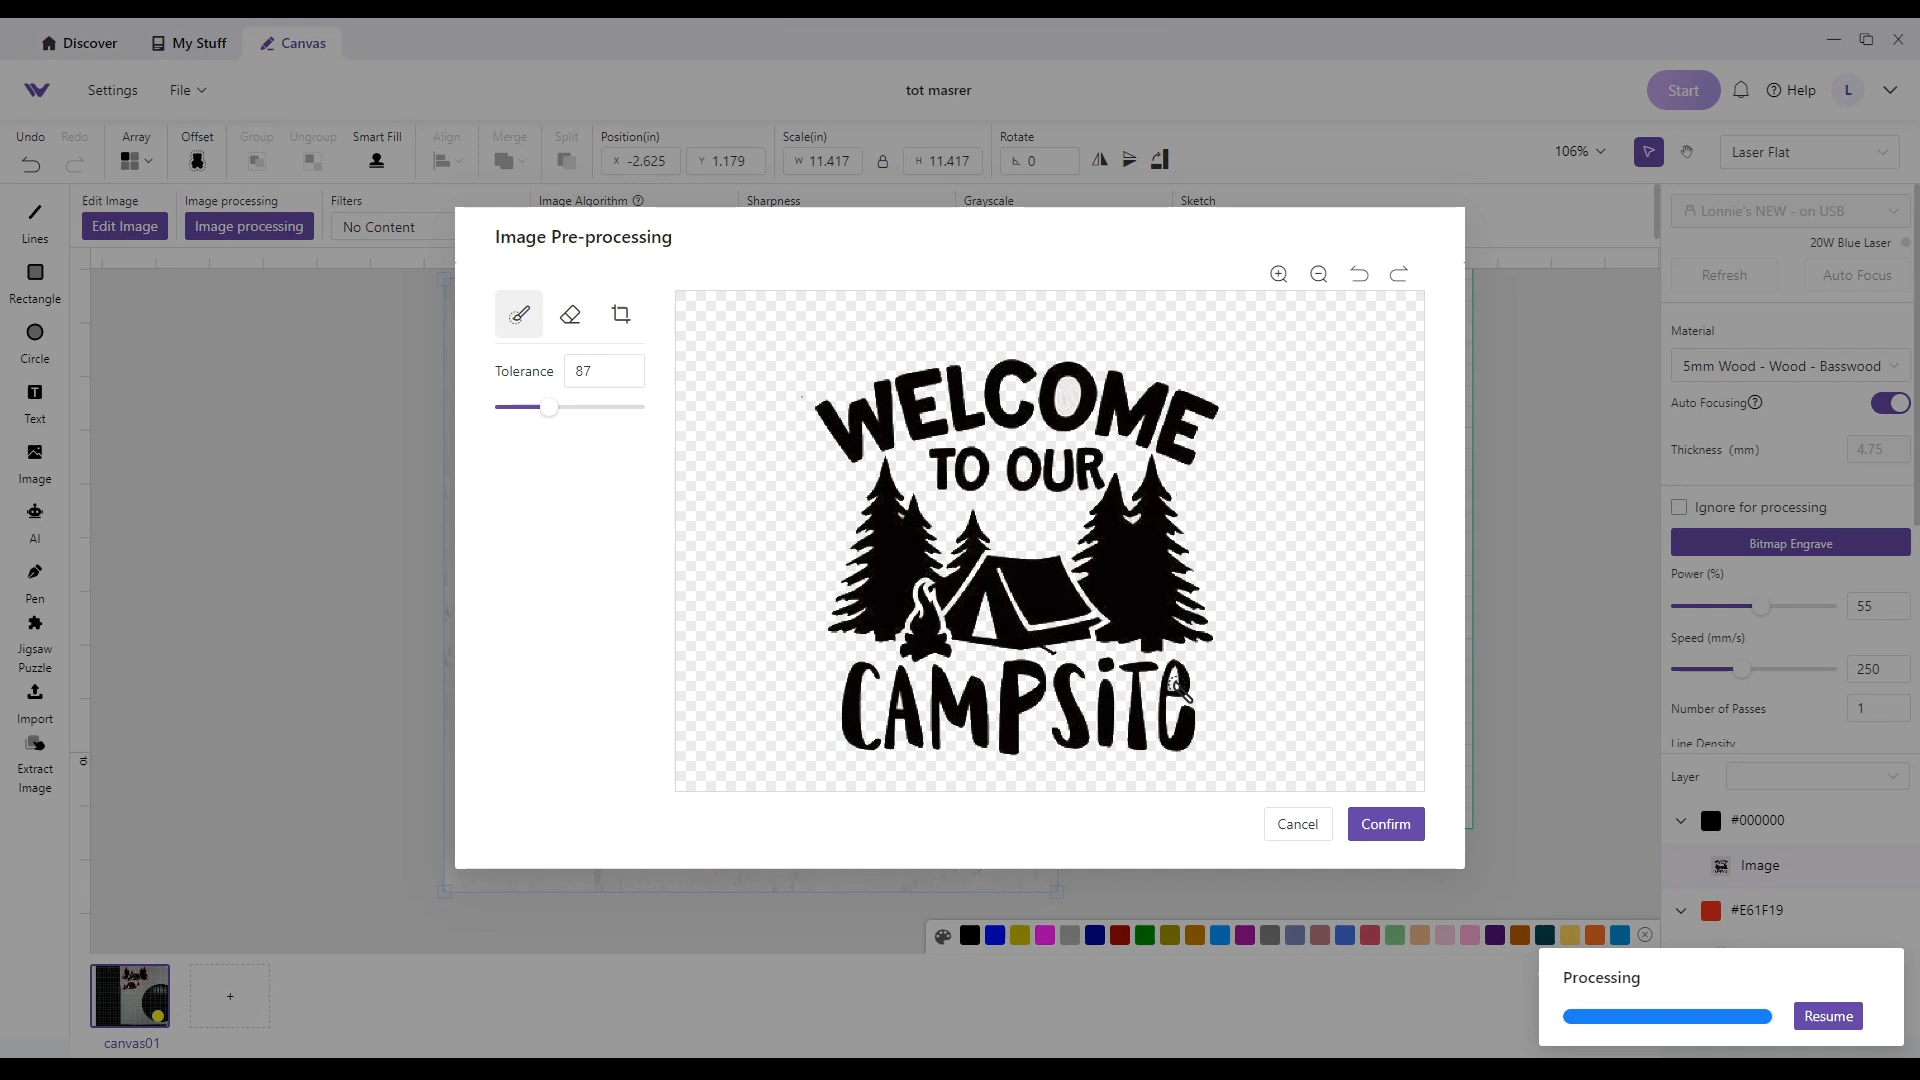 Discover
My Stuff
Canvas
Settings
File
tot masrer
Start
Help
L
Undo
Redo
Array
Offset
Group
Ungroup
Smart Fill
Align
Merge
Split
Position(in)
X -2.625
Y 1.179
Scale(in)
W 11.417
H 11.417
Rotate
0
106%
Laser Flat
Edit Image
Edit Image
Image processing
Image processing
Filters
No Content
Image Algorithm
Sharpness
Grayscale
Sketch
Lines
Rectangle
Circle
Text
Image
AI
Pen
Jigsaw
Puzzle
Import
Extract
Image
10
Image Pre-processing
Tolerance
87
WELCOME
TO OUR
CAMPSiTe
Cancel
Confirm
Lonnie's NEW - on USB
20W Blue Laser
Refresh
Auto Focus
Material
5mm Wood - Wood - Basswood
Auto Focusing
Thickness (mm)
4.75
Ignore for processing
Bitmap Engrave
Power (%)
55
Speed (mm/s)
250
Number of Passes
1
Line Density
Layer
#000000
Image
#E61F19
Processing
Resume
+
canvas01